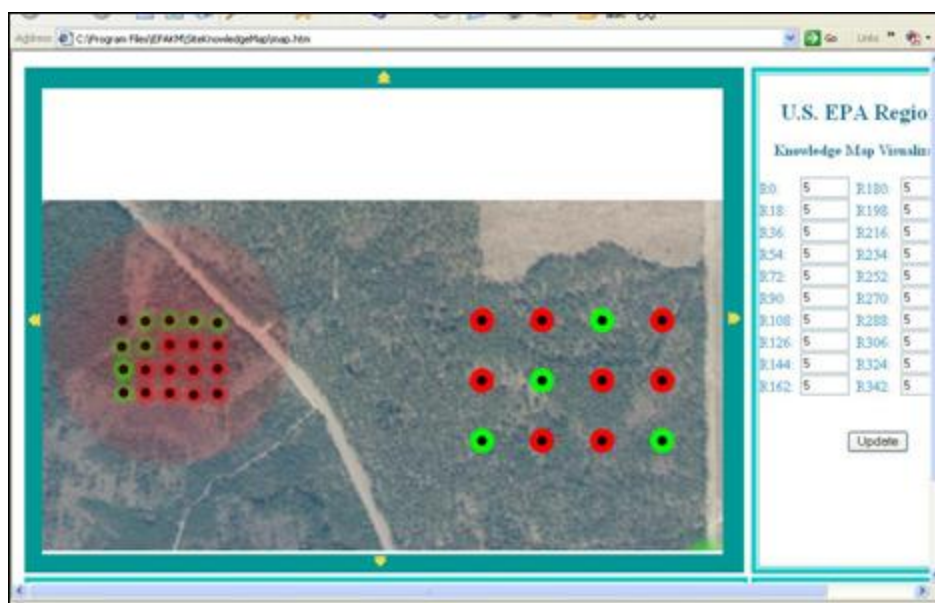 Address C:\Program Files\EPAKM\SiteKnowledgeMap\map.htm Go Links »
U.S. EPA Regio
Knowledge Map Visualiz
R0: 5 R180: 5
R18: 5 R198: 5
R36: 5 R216: 5
R54: 5 R234: 5
R72: 5 R252: 5
R90: 5 R270: 5
R108: 5 R288: 5
R126: 5 R306: 5
R144: 5 R324: 5
R162: 5 R342: 5
Update